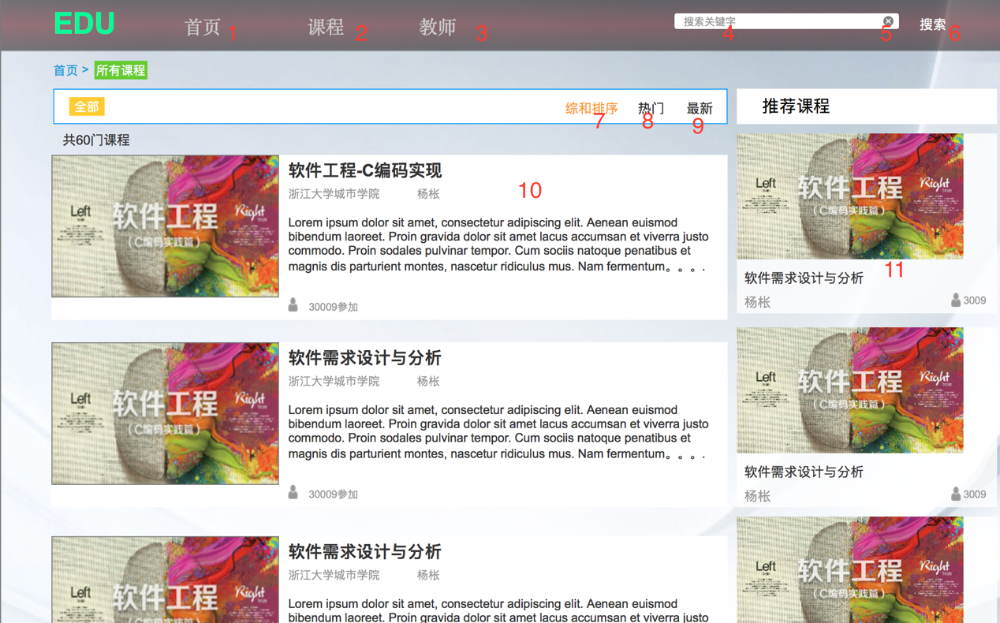 EDU 首页 1 课程 2 教师 3 搜索关键字 4 5 搜索 6
首页 > 所有课程
全部 综和排序 7 热门 8 最新 9
推荐课程
共60门课程
软件工程-C编码实现 10
浙江大学城市学院 杨枨
Lorem ipsum dolor sit amet, consectetur adipiscing elit. Aenean euismod
bibendum laoreet. Proin gravida dolor sit amet lacus accumsan et viverra justo
commodo. Proin sodales pulvinar tempor. Cum sociis natoque penatibus et
magnis dis parturient montes, nascetur ridiculus mus. Nam fermentum。。。.
30009参加
Left
软件工程
Right
brain
(C编码实践篇)
软件需求设计与分析
浙江大学城市学院 杨枨
Lorem ipsum dolor sit amet, consectetur adipiscing elit. Aenean euismod
bibendum laoreet. Proin gravida dolor sit amet lacus accumsan et viverra justo
commodo. Proin sodales pulvinar tempor. Cum sociis natoque penatibus et
magnis dis parturient montes, nascetur ridiculus mus. Nam fermentum。。。.
30009参加
Left
软件工程
Right
brain
(C编码实践篇)
软件需求设计与分析
浙江大学城市学院 杨枨
Lorem ipsum dolor sit amet, consectetur adipiscing elit. Aenean euismod
bibendum laoreet. Proin gravida dolor sit amet lacus accumsan et viverra justo
Left
软件工程
Right
brain
Left
软件工程
Right
brain
(C编码实践篇)
11
软件需求设计与分析
杨枨 3009
Left
软件工程
Right
brain
(C编码实践篇)
软件需求设计与分析
杨枨 3009
Left
软件工程
Right
brain
(C编码实践篇)